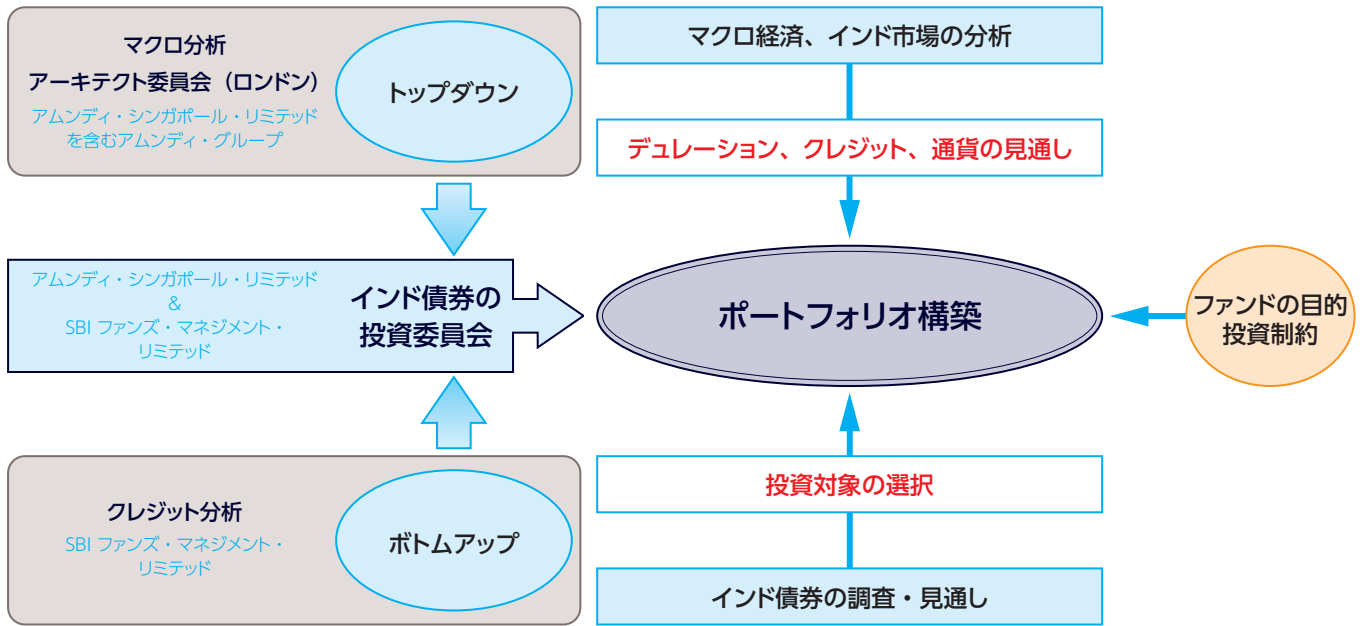 マクロ分析
アーキテクト委員会（ロンドン）
アムンディ・シンガポール・リミテッド
を含むアムンディ・グループ
トップダウン
マクロ経済、インド市場の分析
デュレーション、クレジット、通貨の見通し
アムンディ・シンガポール・リミテッド
&
SBI ファンズ・マネジメント・
リミテッド
インド債券の
投資委員会
ポートフォリオ構築
ファンドの目的
投資制約
クレジット分析
SBI ファンズ・マネジメント・
リミテッド
ボトムアップ
投資対象の選択
インド債券の調査・見通し